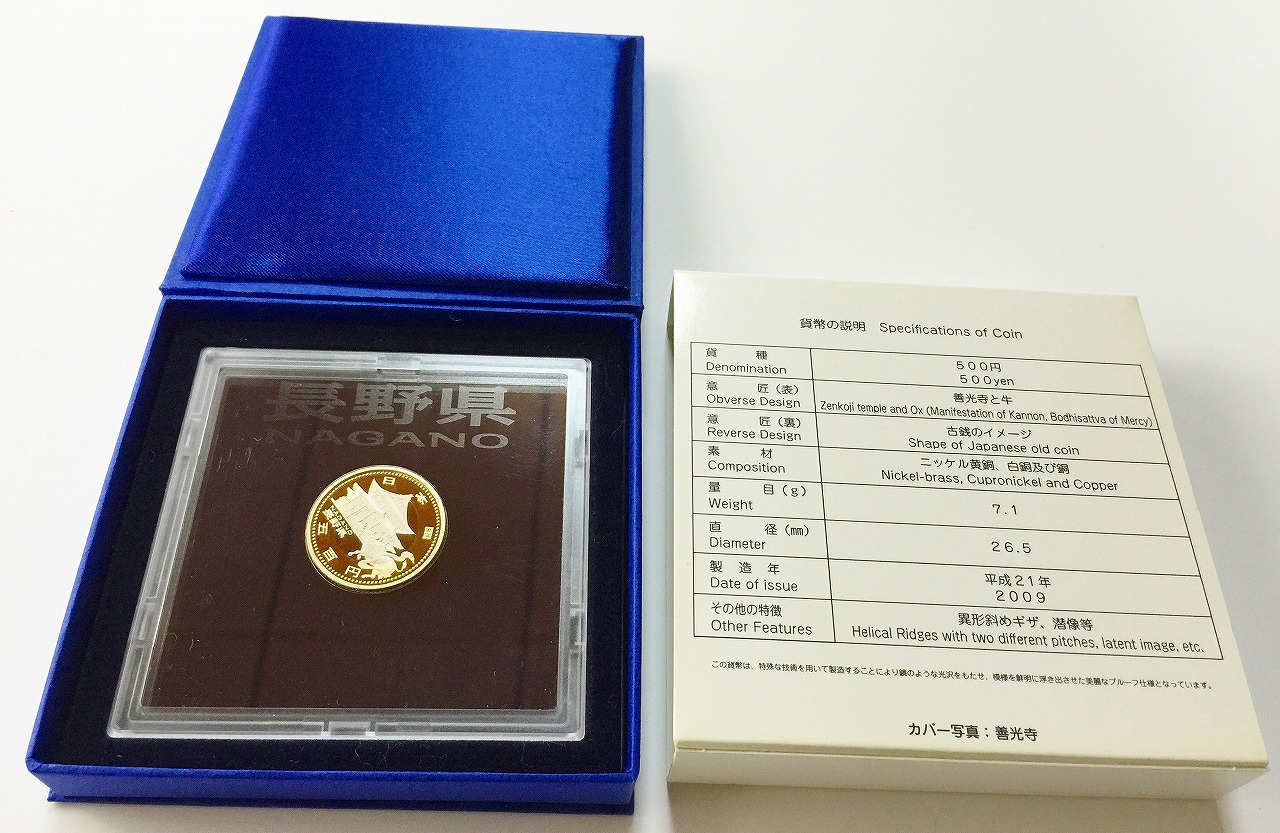 長野県
NAGANO
日本
五百円
長野県
NAGANO
貨幣の説明 Specifications of Coin
貨 種
Denomination
500円
500yen
意 匠(表)
Obverse Design
善光寺と牛
Zenkoji temple and Ox (Manifestation of Kannon, Bodhisattva of Mercy)
意 匠(裏)
Reverse Design
古銭のイメージ
Shape of Japanese old coin
素 材
Composition
ニッケル黄銅、白銅及び銅
Nickel-brass, Cupronickel and Copper
量 目(g)
Weight
7.1
直 径(㎜)
Diameter
26.5
製 造 年
Date of issue
平成21年
2009
その他の特徴
Other Features
異形斜めギザ、潜像等
Helical Ridges with two different pitches, latent image, etc.
この貨幣は、特殊な技術を用いて製造することにより鏡のような光沢をもたせ、模様を鮮明に浮き出させた美麗なプルーフ仕様となっています。
カバー写真:善光寺